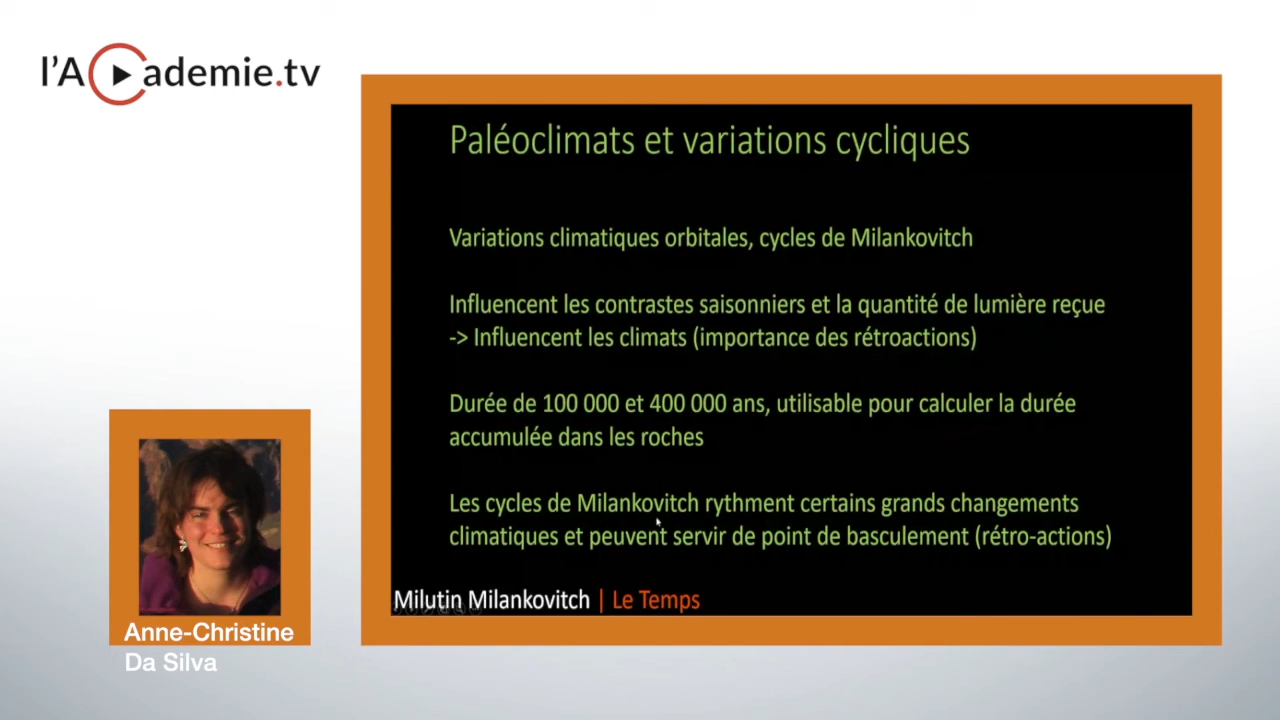 l'Academie.tv
Paléoclimats et variations cycliques
Variations climatiques orbitales, cycles de Milankovitch
Influencent les contrastes saisonniers et la quantité de lumière reçue
-> Influencent les climats (importance des rétroactions)
Durée de 100 000 et 400 000 ans, utilisable pour calculer la durée
accumulée dans les roches
Les cycles de Milankovitch rythment certains grands changements
climatiques et peuvent servir de point de basculement (rétro-actions)
Milutin Milankovitch | Le Temps
Anne-Christine
Da Silva